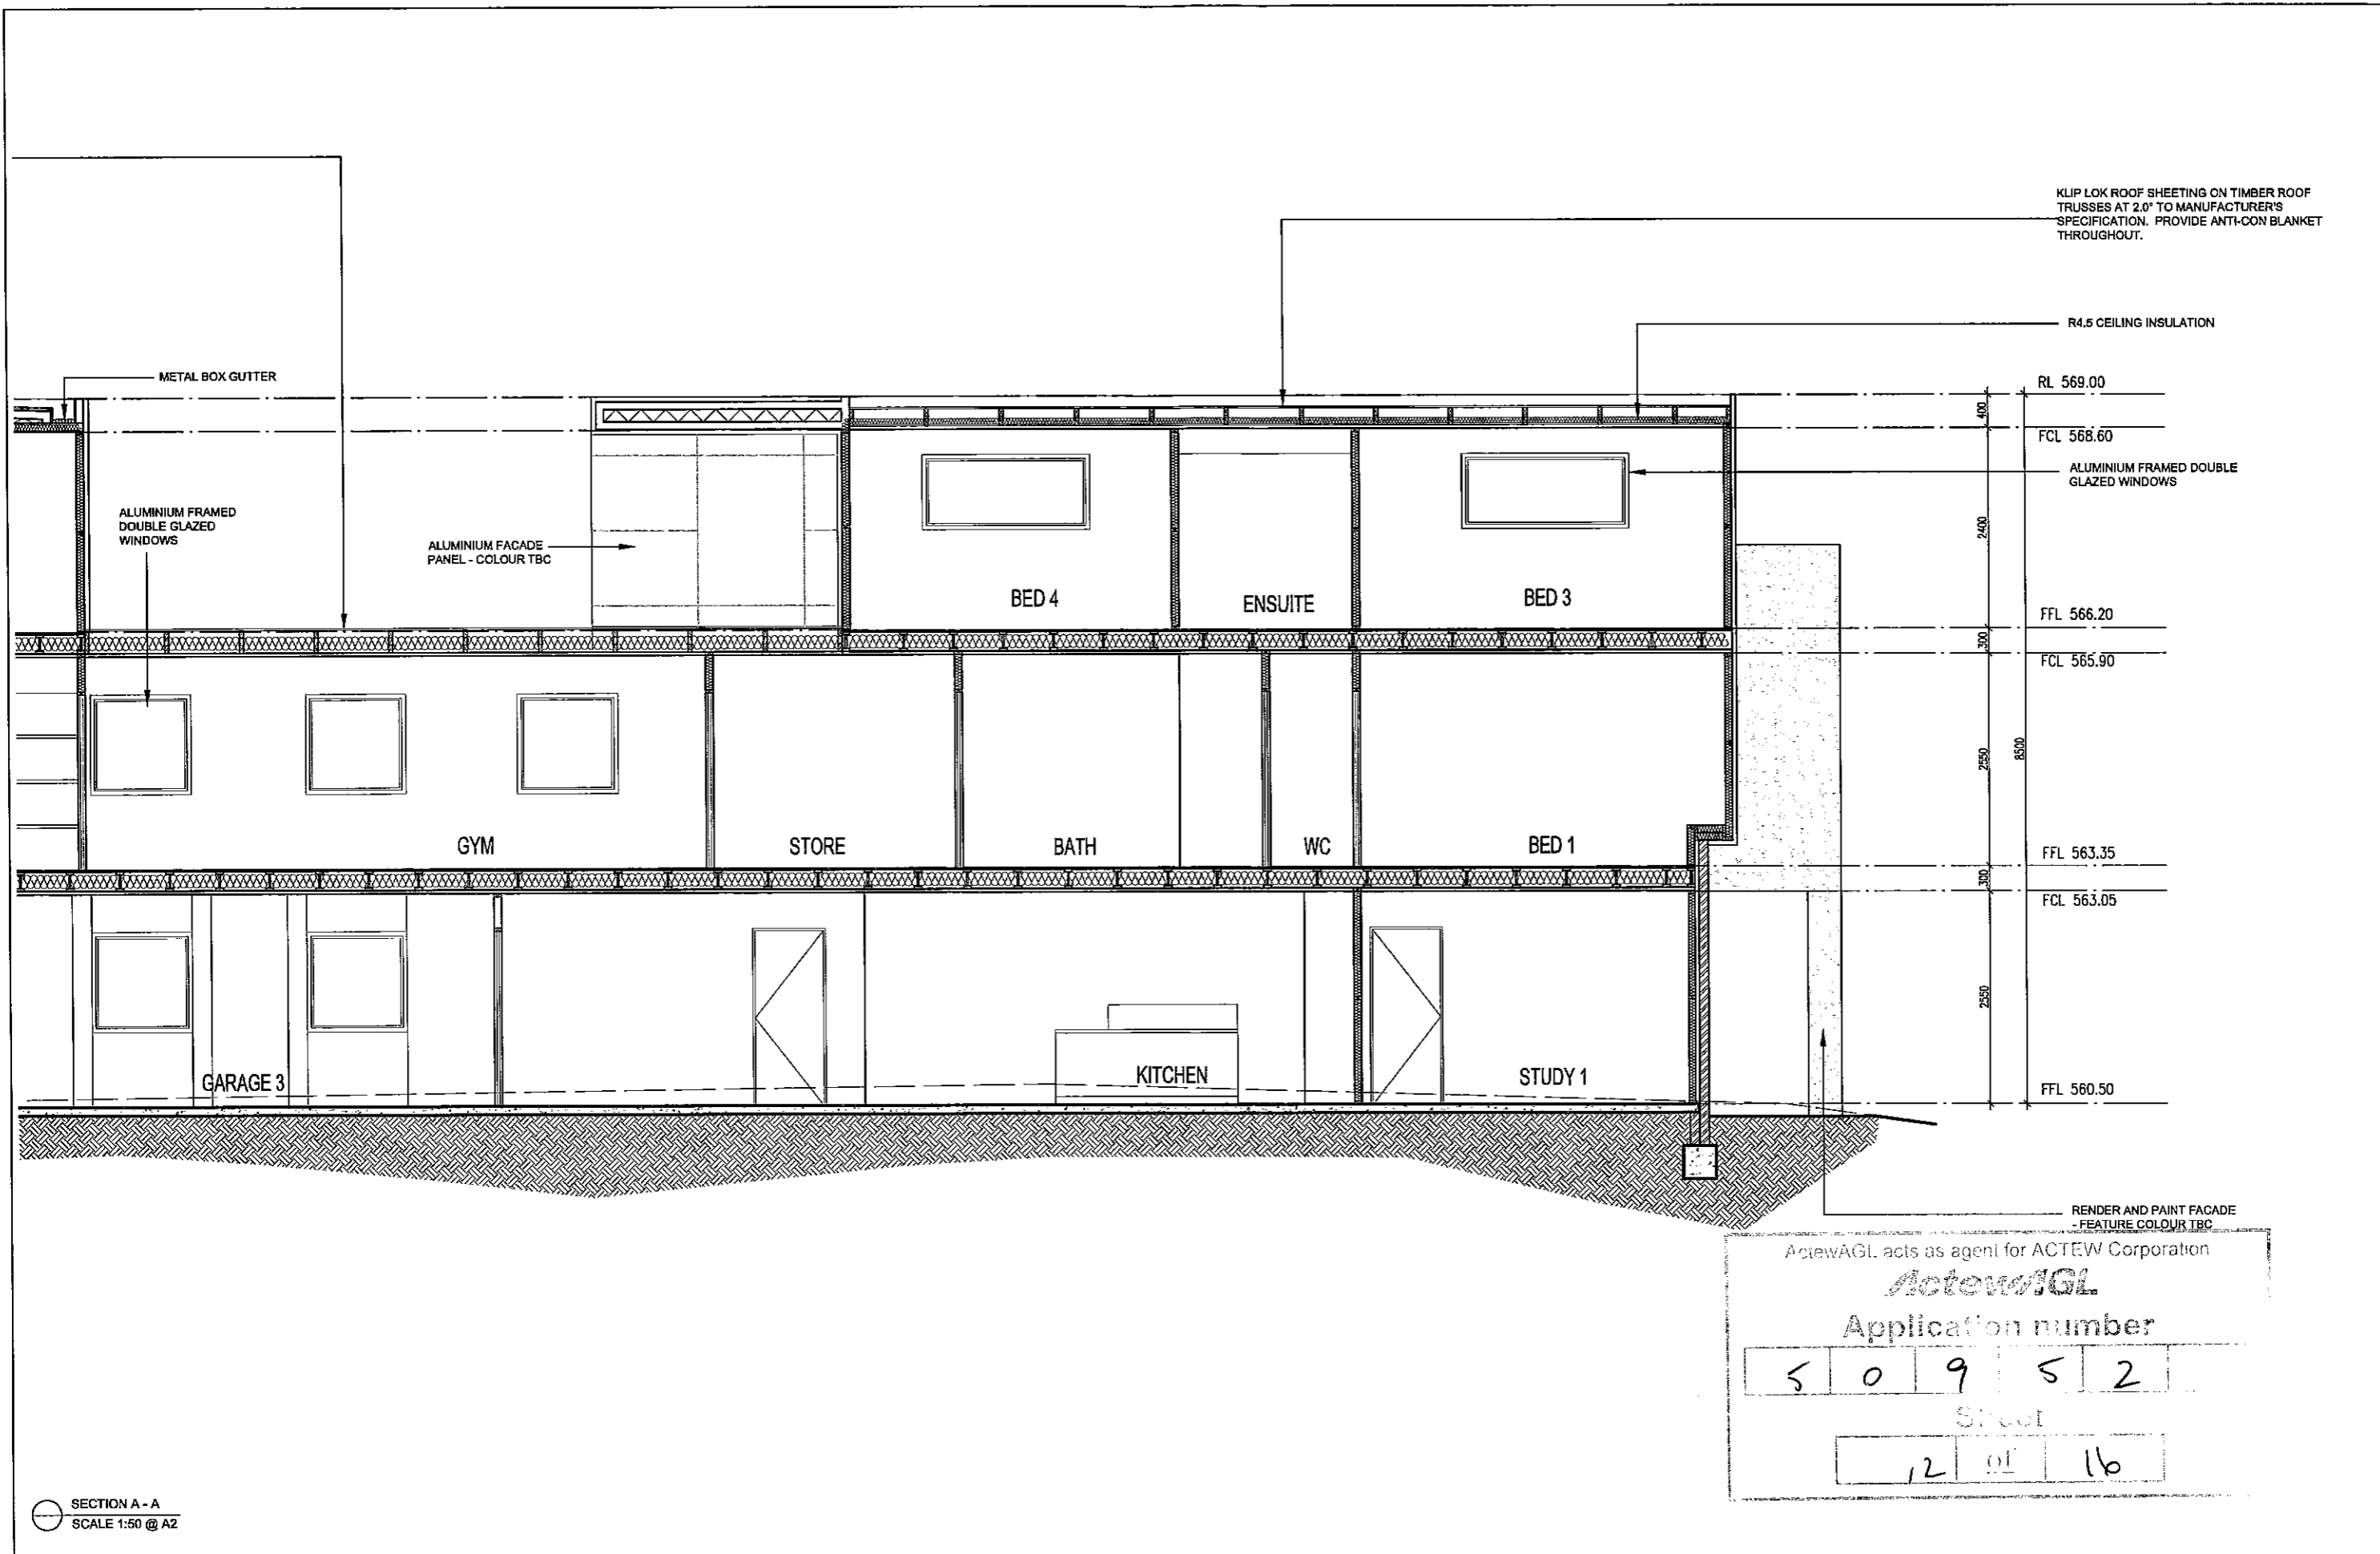 KLIP LOK ROOF SHEETING ON TIMBER ROOF
TRUSSES AT 2.0° TO MANUFACTURER'S
SPECIFICATION. PROVIDE ANTI-CON BLANKET
THROUGHOUT.
R4.5 CEILING INSULATION
METAL BOX GUTTER
RL 569.00
400
FCL 568.60
ALUMINIUM FRAMED DOUBLE
GLAZED WINDOWS
ALUMINIUM FRAMED
DOUBLE GLAZED
WINDOWS
ALUMINIUM FACADE
PANEL - COLOUR TBC
2400
BED 4
ENSUITE
BED 3
FFL 566.20
300
FCL 565.90
2550
8500
GYM
STORE
BATH
WC
BED 1
FFL 563.35
300
FCL 563.05
2550
GARAGE 3
KITCHEN
STUDY 1
FFL 560.50
RENDER AND PAINT FACADE
- FEATURE COLOUR TBC
ActewAGL acts as agent for ACTEW Corporation
ActewAGL
Application number
5 0 9 5 2
Sheet
12 of 16
SECTION A - A
SCALE 1:50 @ A2